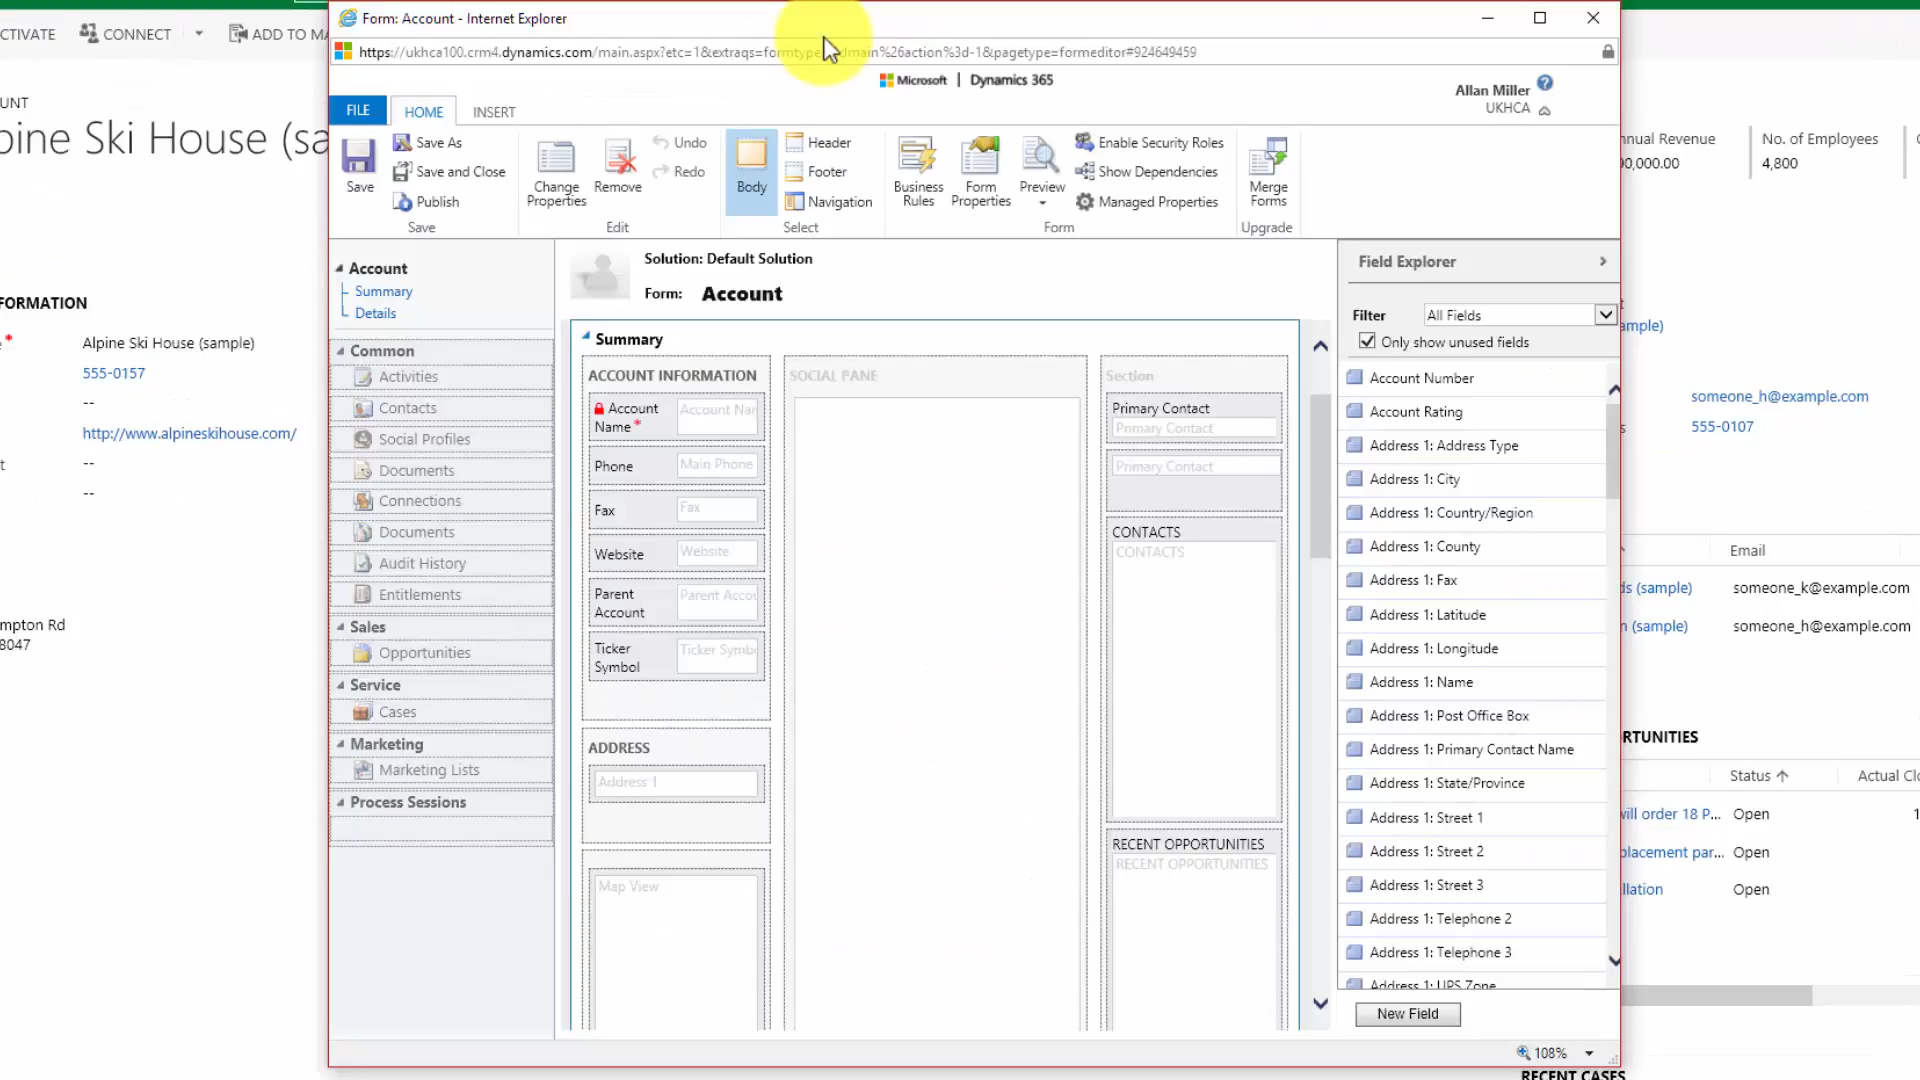 Form: Account - Internet Explorer
CTIVATE
CONNECT
ADD TO
https://ukhca100.crm4.dynamics.com/main.aspx?etc=1&extraqs=formtype
main%26action%3d-1&pagetype=formeditor#924649459
Microsoft | Dynamics 365
Allan Miller
UKHCA
FILE
HOME
INSERT
Save
Save As
Save and Close
Publish
Save
Change Properties
Remove
Undo
Redo
Edit
Body
Header
Footer
Navigation
Select
Business Rules
Form Properties
Preview
Enable Security Roles
Show Dependencies
Managed Properties
Form
Merge Forms
Upgrade
UNT
pine Ski House (sa
nnual Revenue
0,000.00
No. of Employees
4,800
FORMATION
Alpine Ski House (sample)
555-0157
--
http://www.alpineskihouse.com/
t
--
--
mpton Rd
8047
Account
Summary
Details
Common
Activities
Contacts
Social Profiles
Documents
Connections
Documents
Audit History
Entitlements
Sales
Opportunities
Service
Cases
Marketing
Marketing Lists
Process Sessions
Solution: Default Solution
Form: Account
Summary
ACCOUNT INFORMATION
Account Name*
Account Nar
Phone
Main Phone
Fax
Fax
Website
Website
Parent Account
Parent Accou
Ticker Symbol
Ticker Symbo
ADDRESS
Address 1
Map View
SOCIAL PANE
Section
Primary Contact
Primary Contact
Primary Contact
CONTACTS
CONTACTS
RECENT OPPORTUNITIES
RECENT OPPORTUNITIES
Field Explorer
Filter
All Fields
Only show unused fields
Account Number
Account Rating
Address 1: Address Type
Address 1: City
Address 1: Country/Region
Address 1: County
Address 1: Fax
Address 1: Latitude
Address 1: Longitude
Address 1: Name
Address 1: Post Office Box
Address 1: Primary Contact Name
Address 1: State/Province
Address 1: Street 1
Address 1: Street 2
Address 1: Street 3
Address 1: Telephone 2
Address 1: Telephone 3
Address 1: UPS Zone
New Field
108%
ample)
someone_h@example.com
555-0107
Email
ds (sample)
someone_k@example.com
n (sample)
someone_h@example.com
RTUNITIES
Status
Actual Clo
will order 18 P...
Open
placement par...
Open
llation
Open
RECENT CASES